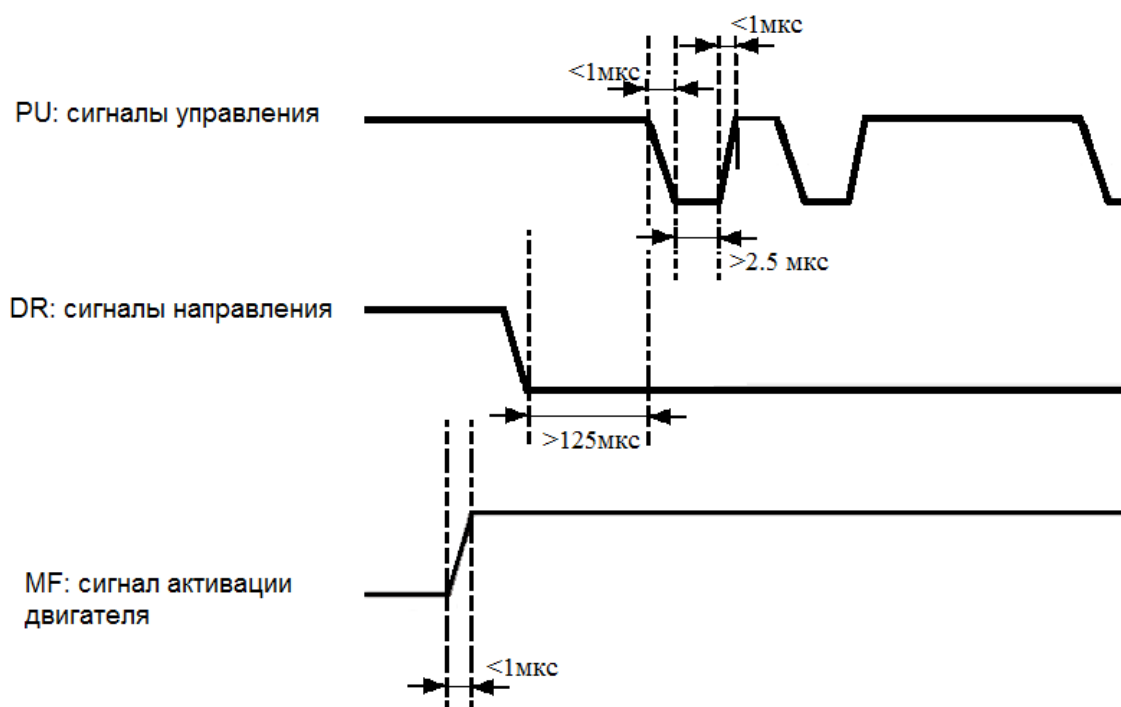 <1мкс
<1мкс
PU: сигналы управления
>2.5 мкс
DR: сигналы направления
>125мкс
MF: сигнал активации
двигателя
<1мкс